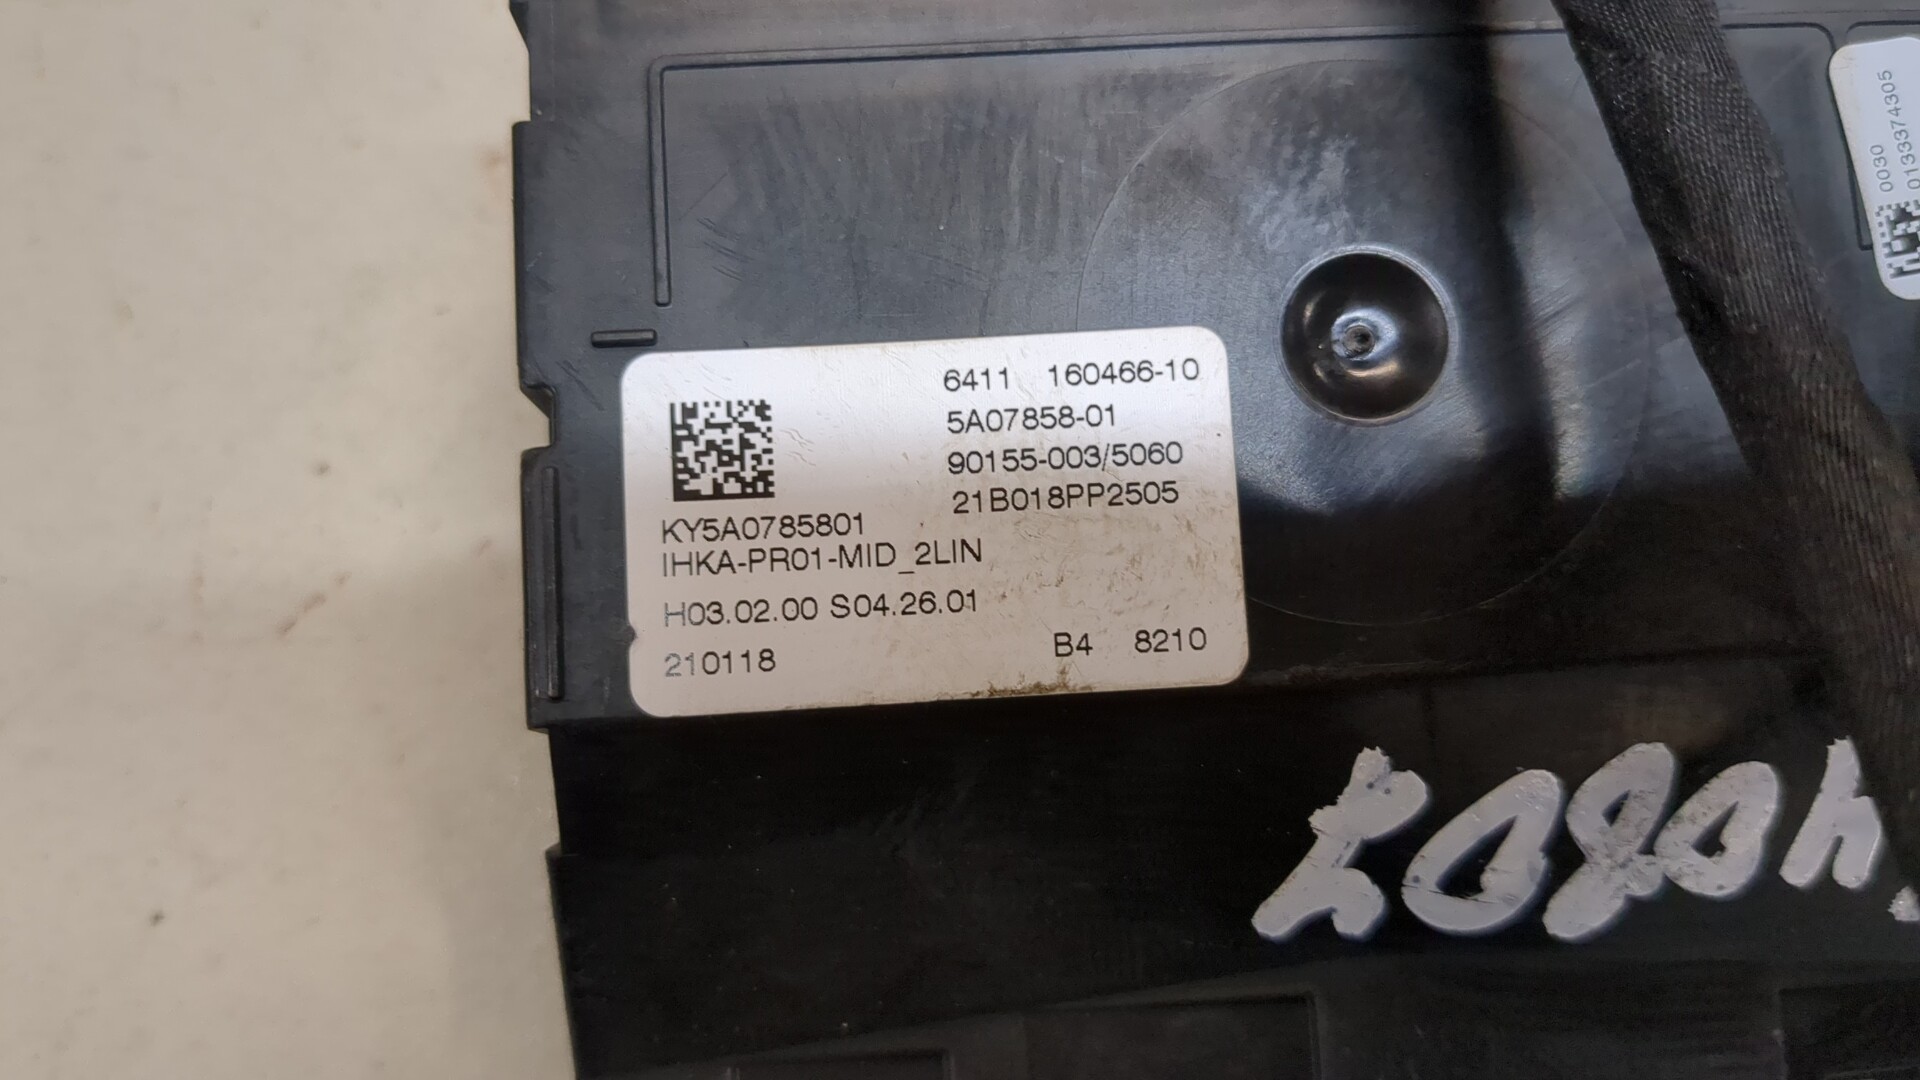 6411 160466-10
5A07858-01
90155-003/5060
21B018PP2505
KY5A0785801
IHKA-PR01-MID_2LIN
H03.02.00 S04.26.01
210118 B4 8210
0030
0133374305